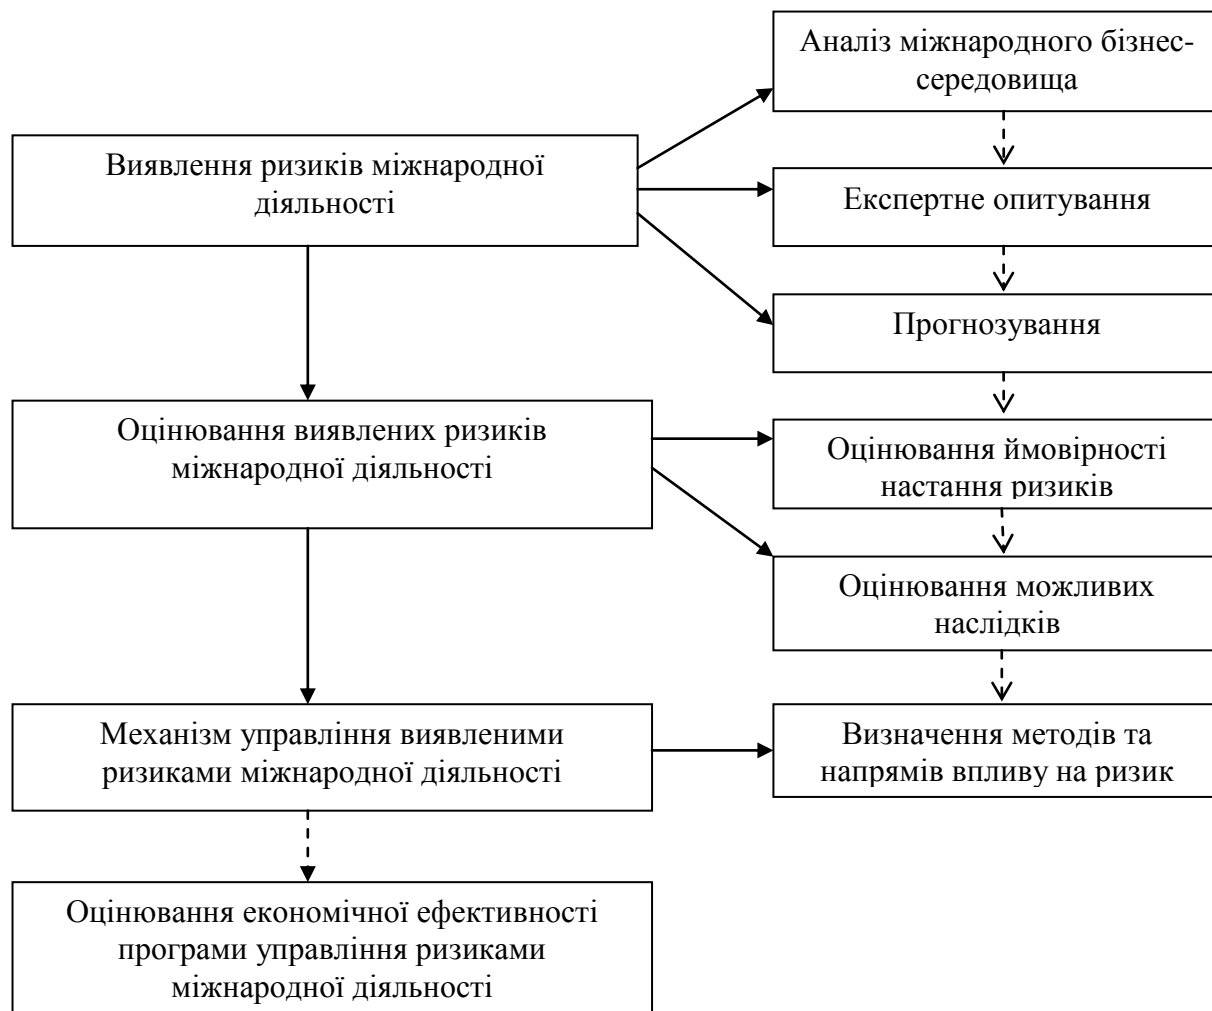 Аналіз міжнародного бізнес-
середовища
Виявлення ризиків міжнародної
діяльності
Експертне опитування
Прогнозування
Оцінювання виявлених ризиків
міжнародної діяльності
Оцінювання ймовірності
настання ризиків
Оцінювання можливих
наслідків
Механізм управління виявленими
ризиками міжнародної діяльності
Визначення методів та
напрямів впливу на ризик
Оцінювання економічної ефективності
програми управління ризиками
міжнародної діяльності